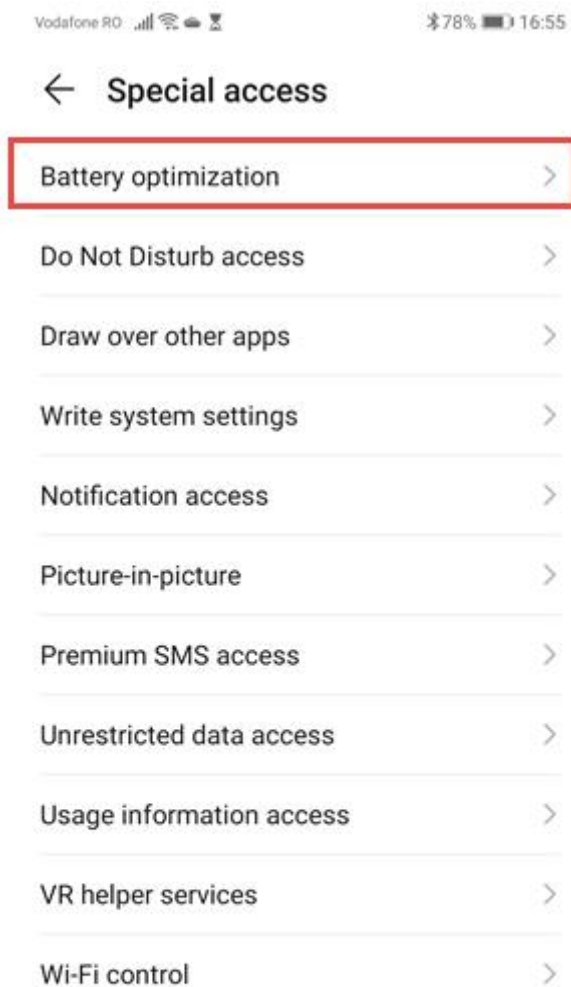 Vodafone RO 78% 16:55
Special access
Battery optimization
Do Not Disturb access
Draw over other apps
Write system settings
Notification access
Picture-in-picture
Premium SMS access
Unrestricted data access
Usage information access
VR helper services
Wi-Fi control